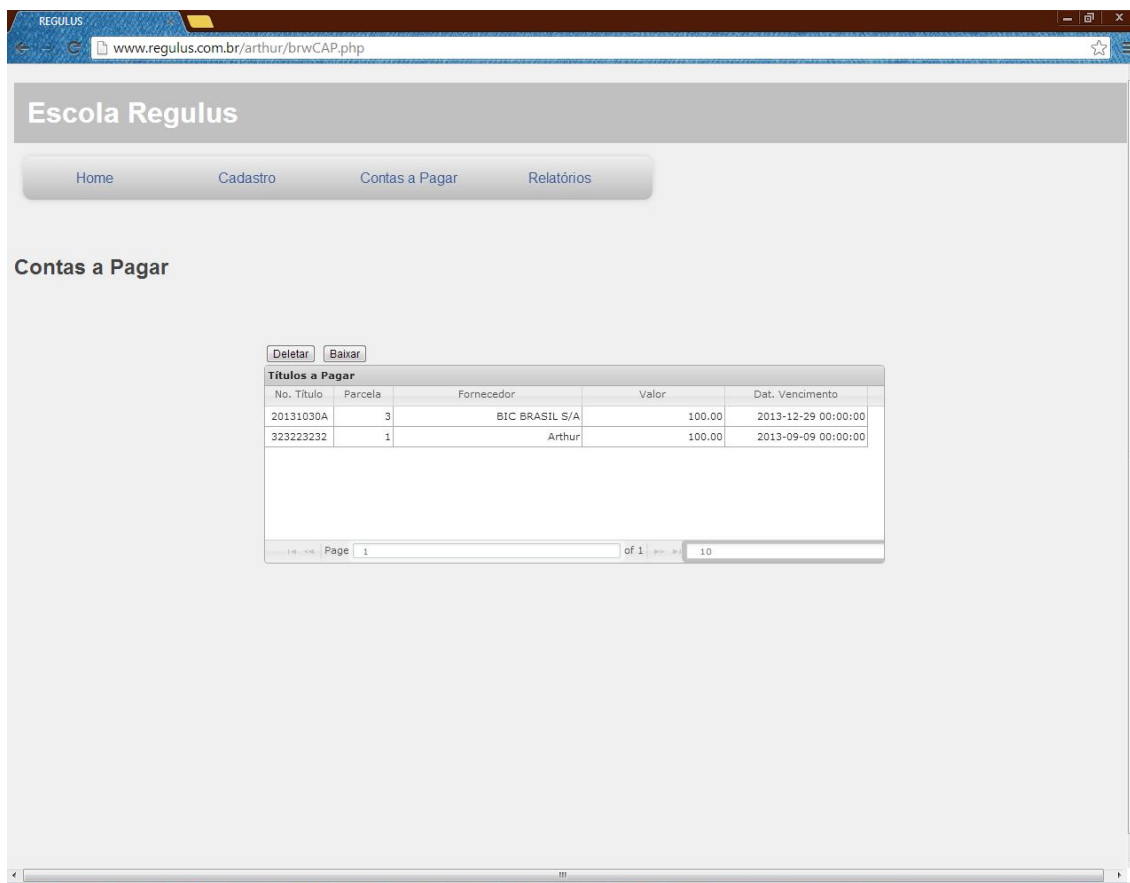 REGULUS
www.regulus.com.br/arthur/brwCAP.php
Escola Regulus
Home Cadastro Contas a Pagar Relatórios
Contas a Pagar
Deletar Baixar
Títulos a Pagar
No. Título Parcela Fornecedor Valor Dat. Vencimento
20131030A 3 BIC BRASIL S/A 100.00 2013-12-29 00:00:00
323223232 1 Arthur 100.00 2013-09-09 00:00:00
Page 1 of 1 10